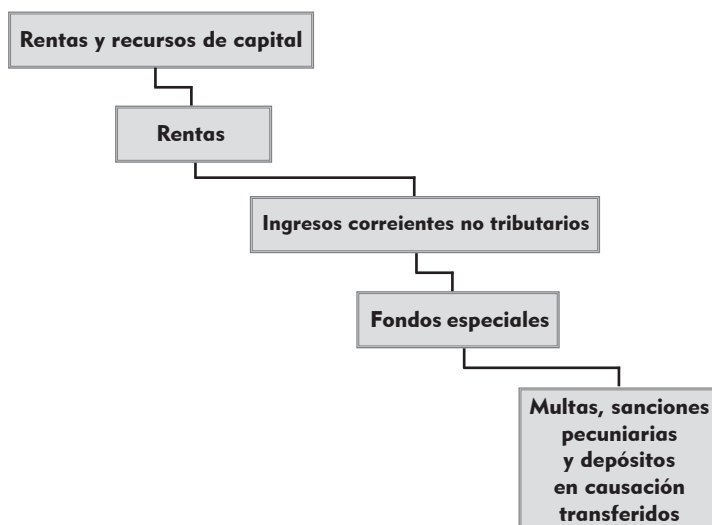 Rentas y recursos de capital
Rentas
Ingresos correientes no tributarios
Fondos especiales
Multas, sanciones
pecuniarias
y depósitos
en causación
transferidos